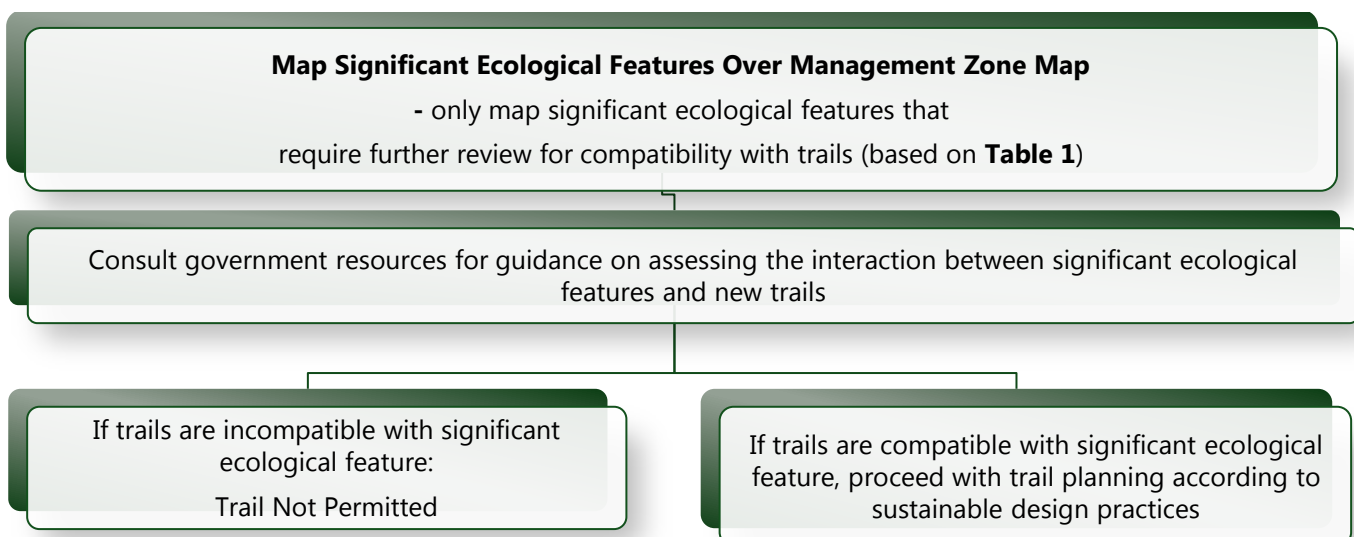 Map Significant Ecological Features Over Management Zone Map
- only map significant ecological features that
require further review for compatibility with trails (based on Table 1)
Consult government resources for guidance on assessing the interaction between significant ecological
features and new trails
If trails are incompatible with significant
ecological feature:
Trail Not Permitted
If trails are compatible with significant ecological
feature, proceed with trail planning according to
sustainable design practices